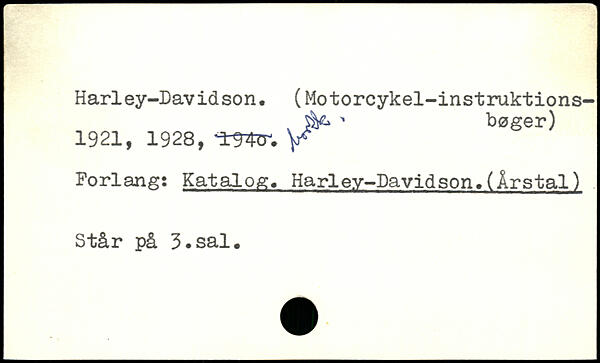 Harley-Davidson. (Motorcykel-instruktions-
bøger)
1921, 1928, 1940.
Forlang: Katalog. Harley-Davidson.(Årstal)
Står på 3.sal.